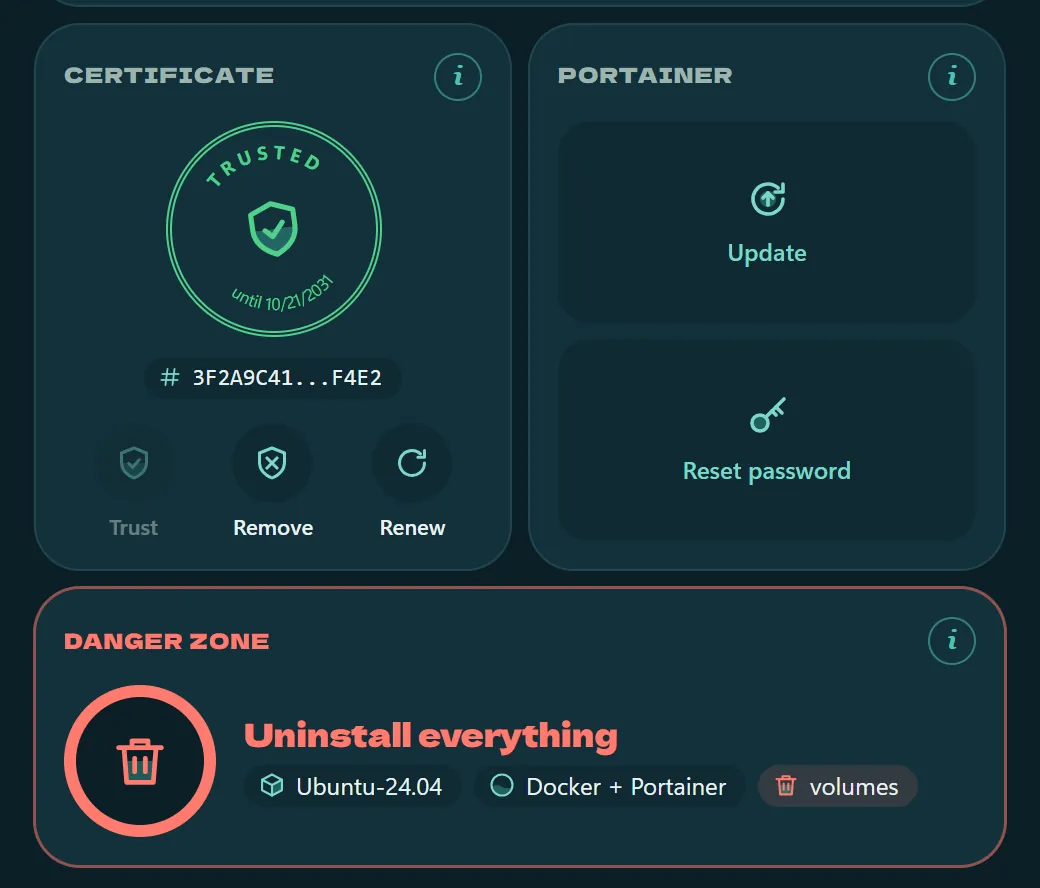 CERTIFICATE
i
TRUSTED
until 10/21/2031
# 3F2A9C41...F4E2
Trust
Remove
Renew
PORTAINER
i
Update
Reset password
DANGER ZONE
i
Uninstall everything
Ubuntu-24.04
Docker + Portainer
volumes